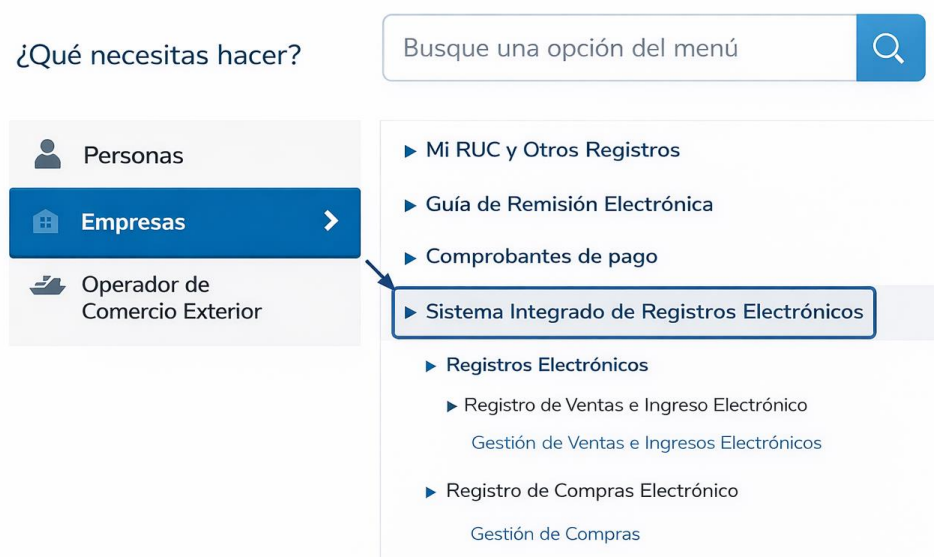 ¿Qué necesitas hacer?
Busque una opción del menú
Personas
Empresas
Operador de
Comercio Exterior
Mi RUC y Otros Registros
Guía de Remisión Electrónica
Comprobantes de pago
Sistema Integrado de Registros Electrónicos
Registros Electrónicos
Registro de Ventas e Ingreso Electrónico
Gestión de Ventas e Ingresos Electrónicos
Registro de Compras Electrónico
Gestión de Compras